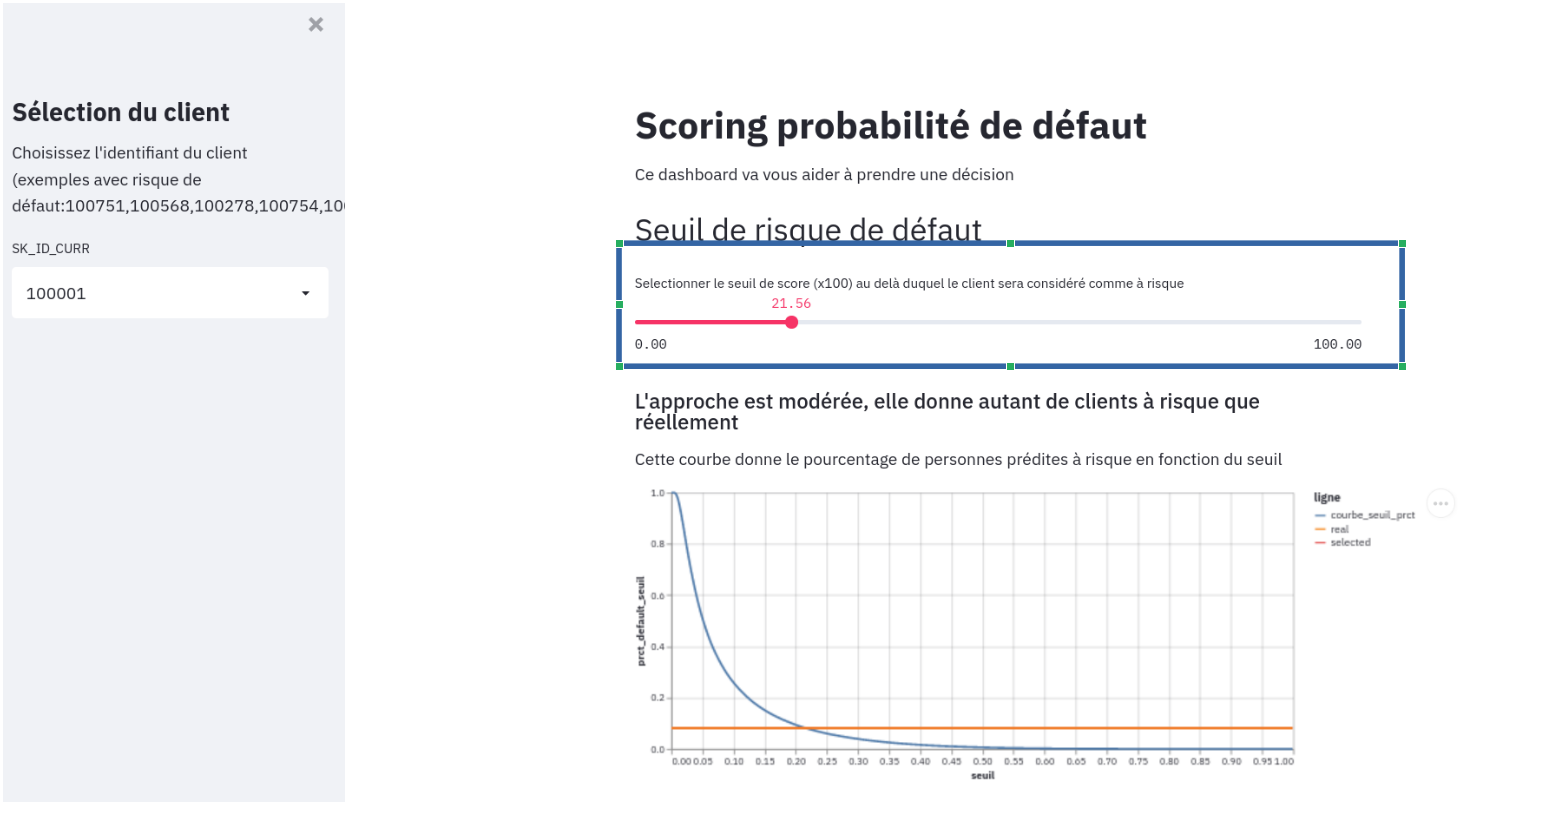 Sélection du client
Choisissez l'identifiant du client
(exemples avec risque de
défaut:100751,100568,100278,100754,10
SK_ID_CURR
100001
Scoring probabilité de défaut
Ce dashboard va vous aider à prendre une décision
Seuil de risque de défaut
Selectionner le seuil de score (x100) au delà duquel le client sera considéré comme à risque
21.56
0.00 100.00
L'approche est modérée, elle donne autant de clients à risque que
réellement
Cette courbe donne le pourcentage de personnes prédites à risque en fonction du seuil
ligne
courbe_seuil_prct
real
selected
prct_default_seuil
1.0
0.8
0.6
0.4
0.2
0.0
0.00 0.05 0.10 0.15 0.20 0.25 0.30 0.35 0.40 0.45 0.50 0.55 0.60 0.65 0.70 0.75 0.80 0.85 0.90 0.95 1.00
seuil